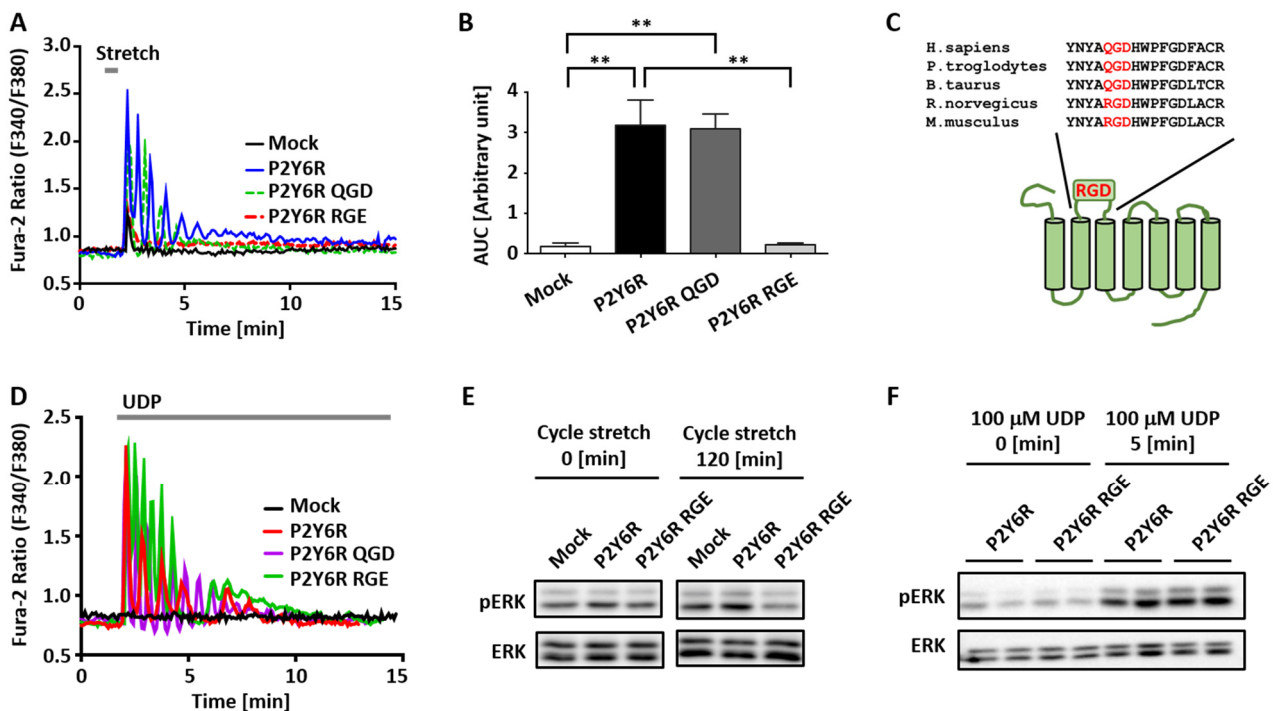 A
Stretch
Fura-2 Ratio (F340/F380)
3.0
2.5
2.0
1.5
1.0
0.5
0
5
10
15
Time [min]
Mock
P2Y6R
P2Y6R QGD
P2Y6R RGE
B
**
**
**
AUC [Arbitrary unit]
4
3
2
1
0
Mock
P2Y6R
P2Y6R QGD
P2Y6R RGE
C
H.sapiens YNYAQGDHWPFGDFACR
P.troglodytes YNYAQGDHWPFGDFACR
B.taurus YNYAQGDHWPFGDLTCR
R.norvegicus YNYARGDHWPFGDLACR
M.musculus YNYARGDHWPFGDLACR
RGD
D
UDP
Fura-2 Ratio (F340/F380)
2.5
2.0
1.5
1.0
0.5
0
5
10
15
Time [min]
Mock
P2Y6R
P2Y6R QGD
P2Y6R RGE
E
Cycle stretch
0 [min]
Cycle stretch
120 [min]
Mock
P2Y6R
P2Y6R RGE
Mock
P2Y6R
P2Y6R RGE
pERK
ERK
F
100 µM UDP
0 [min]
100 µM UDP
5 [min]
P2Y6R
P2Y6R RGE
P2Y6R
P2Y6R RGE
pERK
ERK